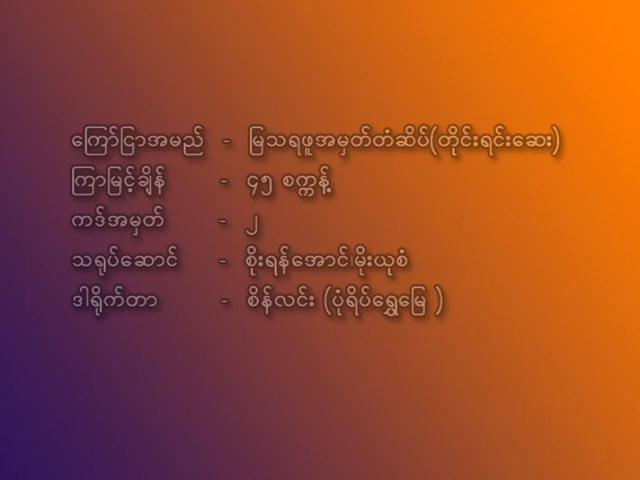 ကြော်ငြာအမည် - မြသရဖူအမှတ်တံဆိပ်(တိုင်းရင်းဆေး)
ကြာမြင့်ချိန် - ၄၅ စက္ကန့်
ကဒ်အမှတ် - ၂
သရုပ်ဆောင် - စိုးရန်အောင်၊မိုးယုစံ
ဒါရိုက်တာ - စိန်လင်း (ပုံရိပ်ရွှေမြေ )